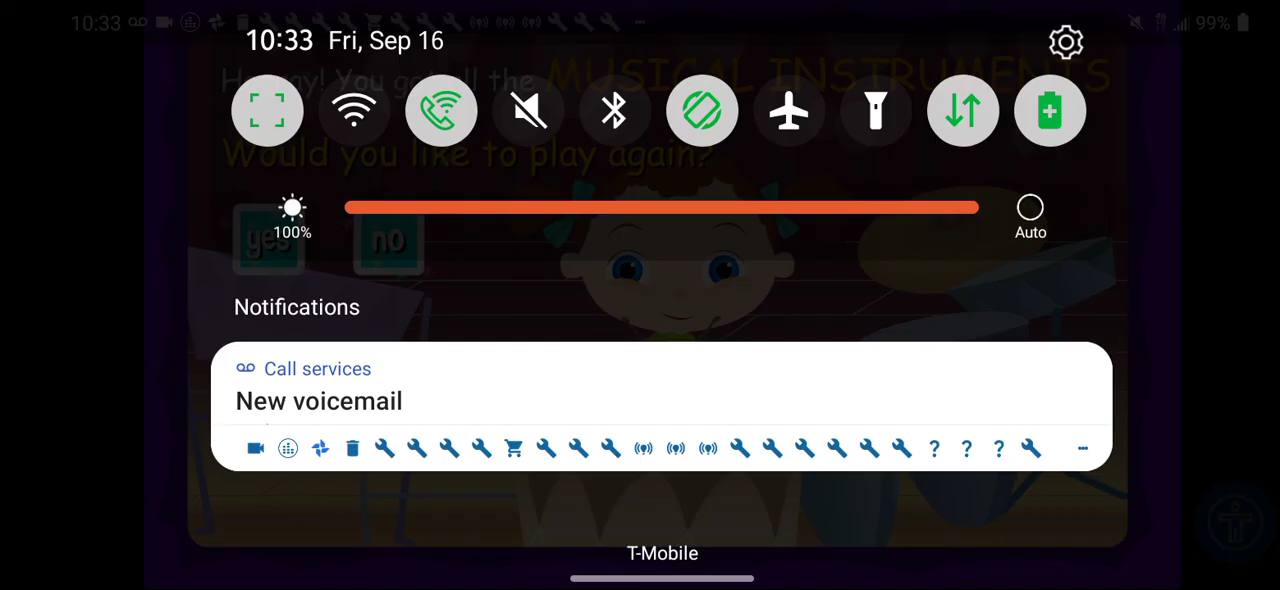 10:33
99%
10:33 Fri, Sep 16
Hooray! You got all the MUSICAL INSTRUMENTS
Would you like to play again?
100%
Auto
yes no
Notifications
Call services
New voicemail
T-Mobile